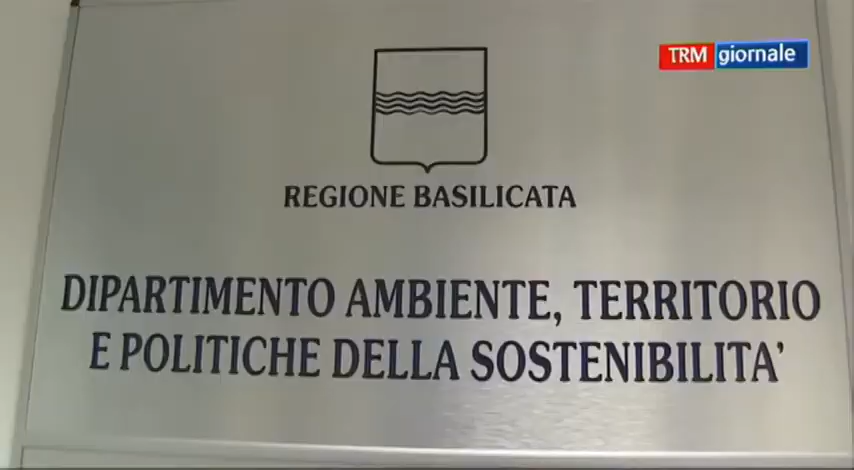 TRM giornale
REGIONE BASILICATA
DIPARTIMENTO AMBIENTE, TERRITORIO
E POLITICHE DELLA SOSTENIBILITA'